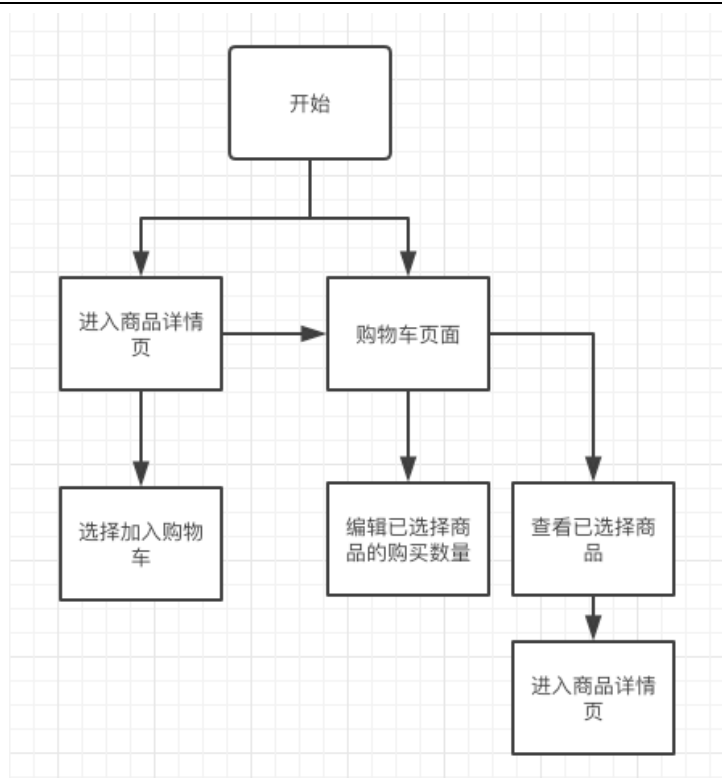 开始
进入商品详情
页
购物车页面
选择加入购物
车
编辑已选择商
品的购买数量
查看已选择商
品
进入商品详情
页